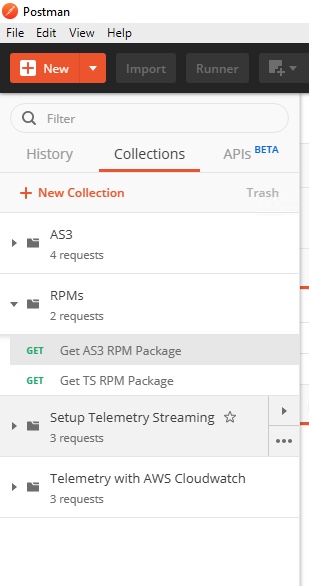 Postman
File Edit View Help
New Import Runner
Filter
History Collections APIs BETA
New Collection Trash
AS3
4 requests
RPMs
2 requests
GET Get AS3 RPM Package
GET Get TS RPM Package
Setup Telemetry Streaming
3 requests
Telemetry with AWS Cloudwatch
3 requests